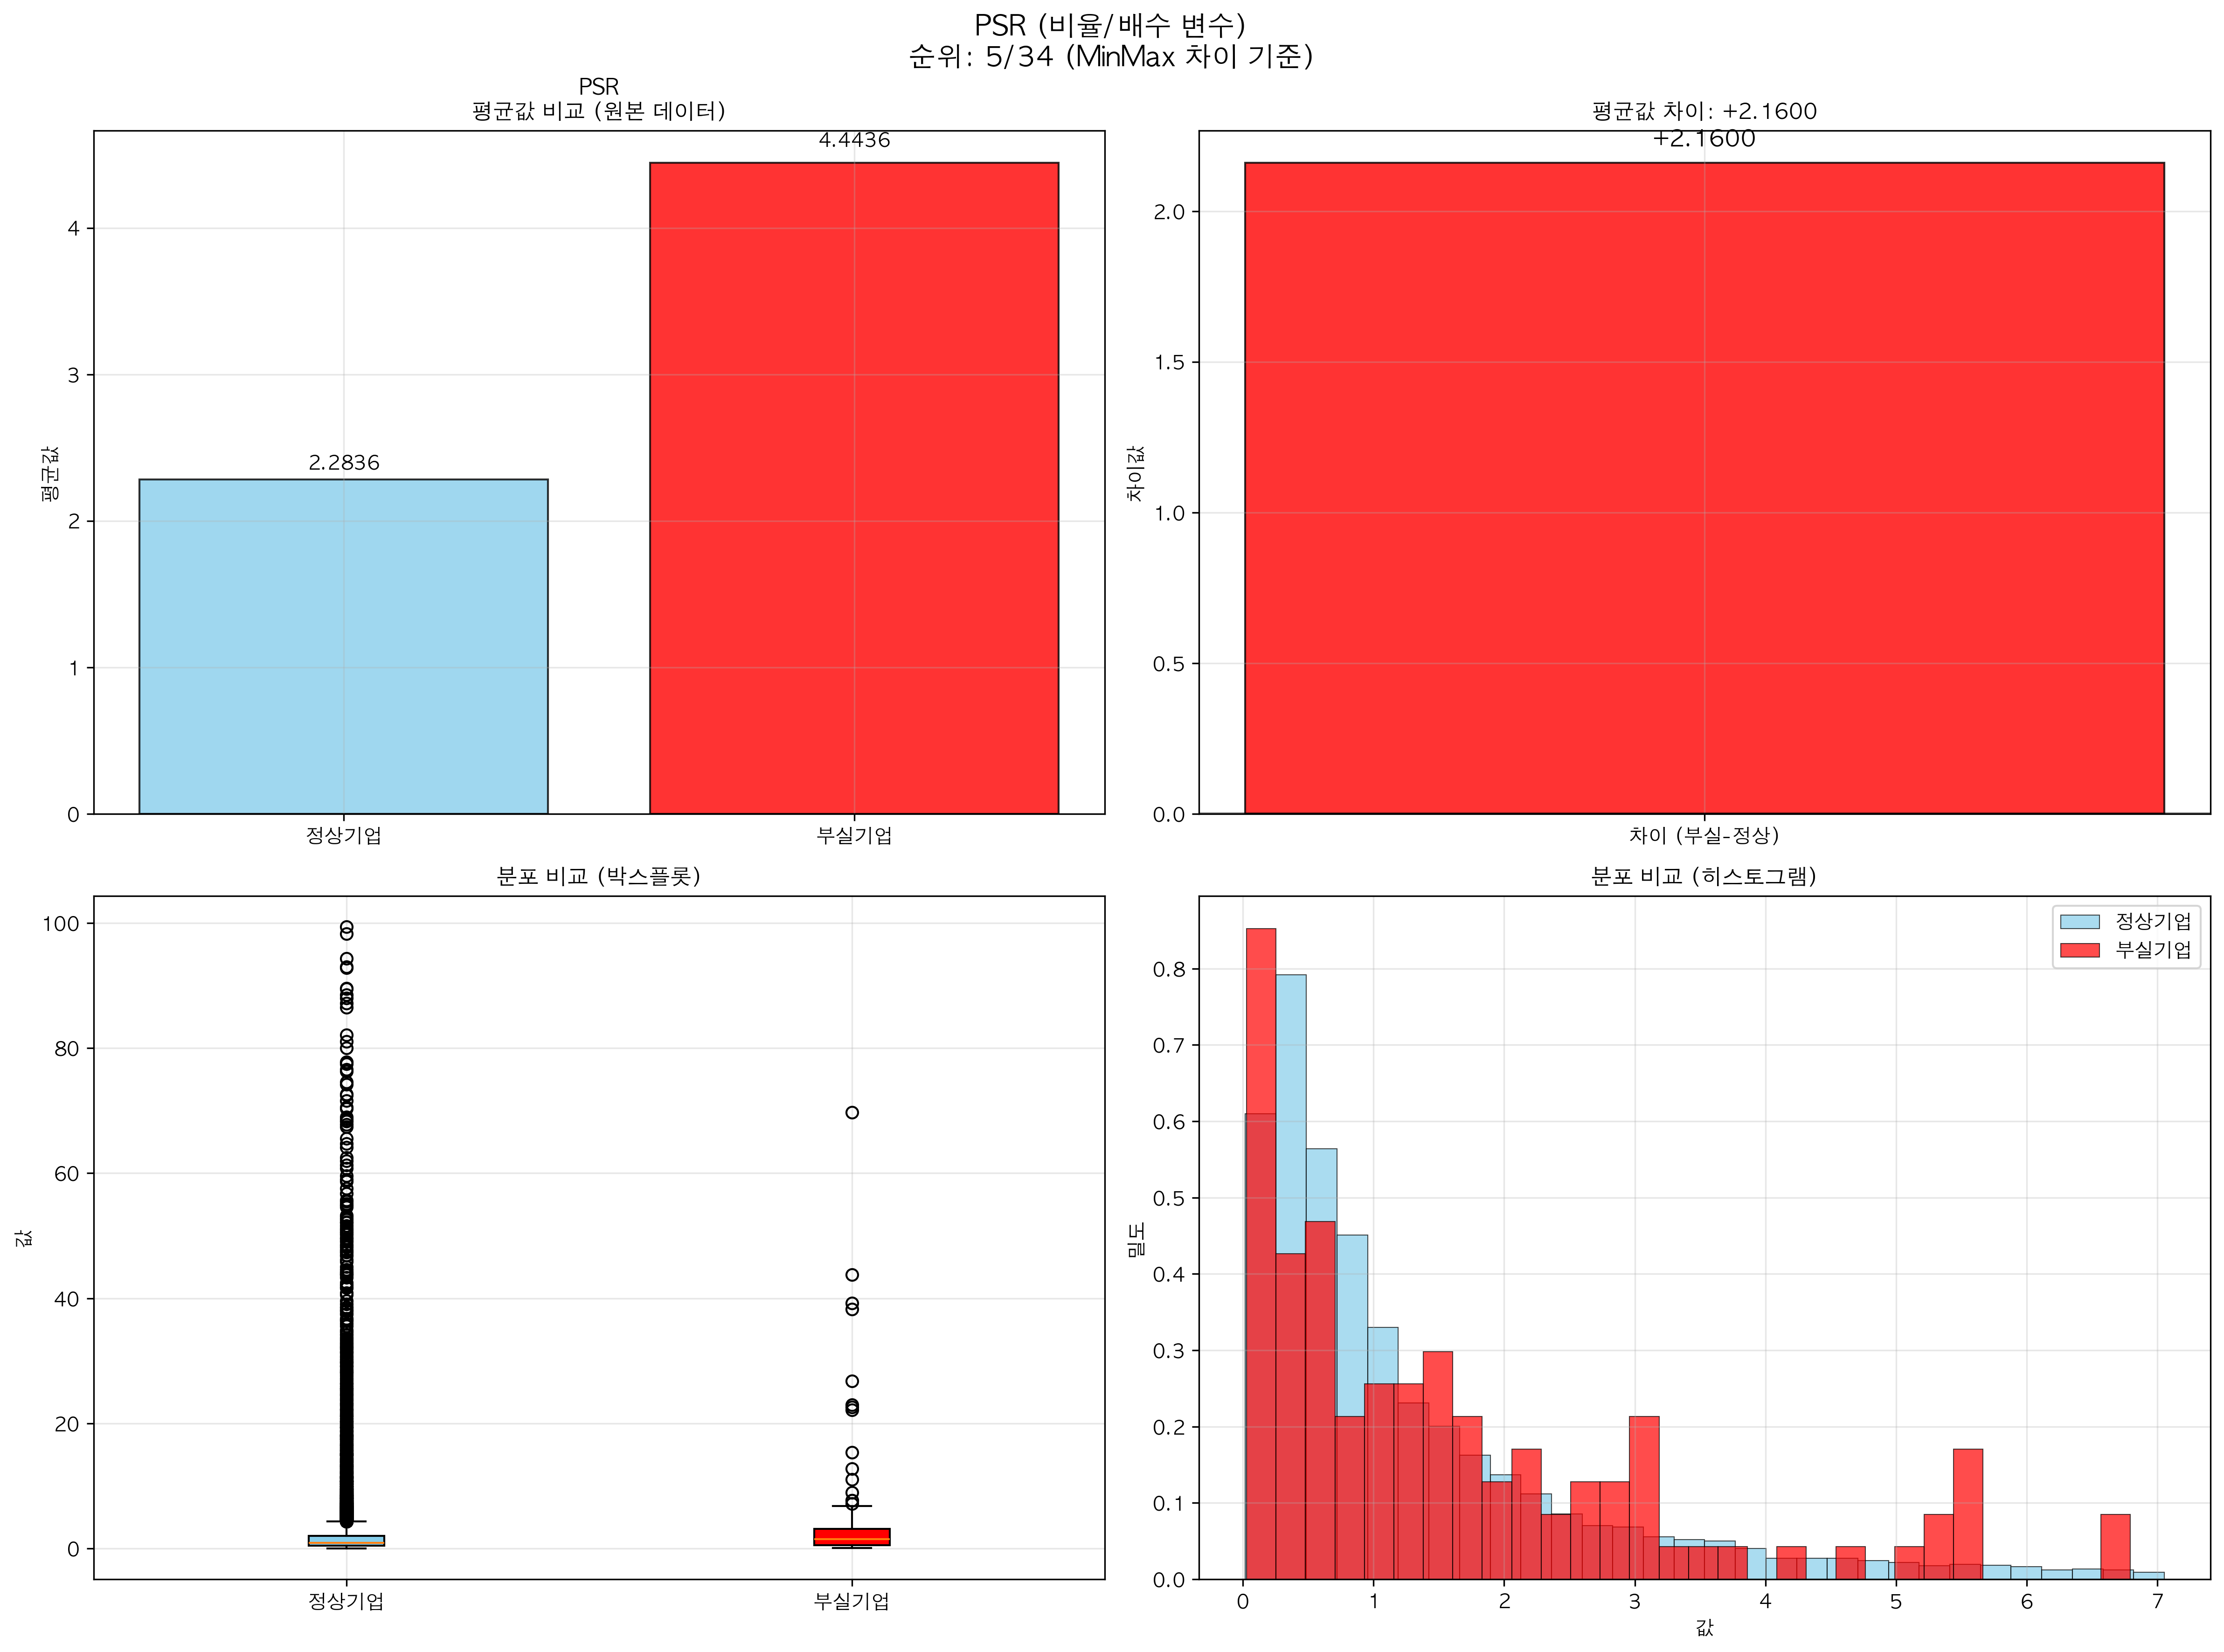 PSR (비율/배수 변수)
순위: 5/34 (MinMax 차이 기준)
PSR
평균값 비교 (원본 데이터)
평균값
4
3
2
1
0
2.2836
4.4436
정상기업
부실기업
평균값 차이: +2.1600
+2.1600
차이값
2.0
1.5
1.0
0.5
0.0
차이 (부실-정상)
분포 비교 (박스플롯)
값
100
80
60
40
20
0
정상기업
부실기업
분포 비교 (히스토그램)
정상기업
부실기업
밀도
0.8
0.7
0.6
0.5
0.4
0.3
0.2
0.1
0.0
0 1 2 3 4 5 6 7
값